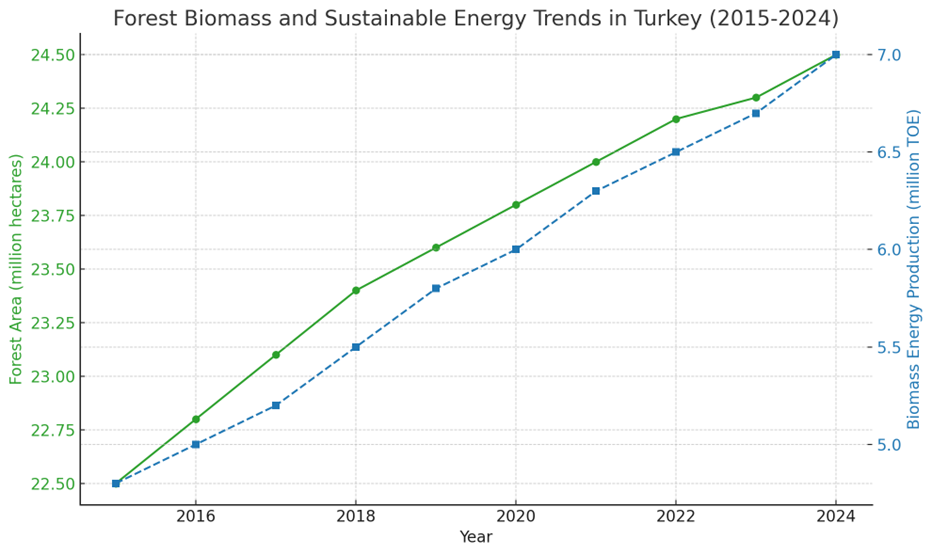 Forest Biomass and Sustainable Energy Trends in Turkey (2015-2024)
24.50
24.25
24.00
23.75
23.50
23.25
23.00
22.75
22.50
Forest Area (million hectares)
7.0
6.5
6.0
5.5
5.0
Biomass Energy Production (million TOE)
2016 2018 2020 2022 2024
Year